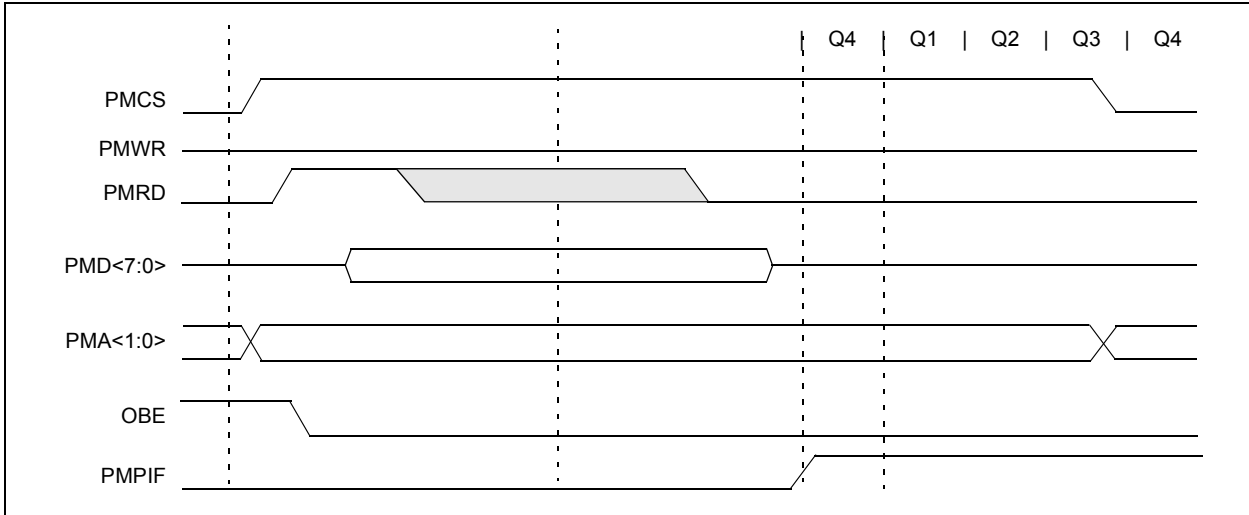 | Q4 | Q1 | Q2 | Q3 | Q4
PMCS
PMWR
PMRD
PMD<7:0>
PMA<1:0>
OBE
PMPIF